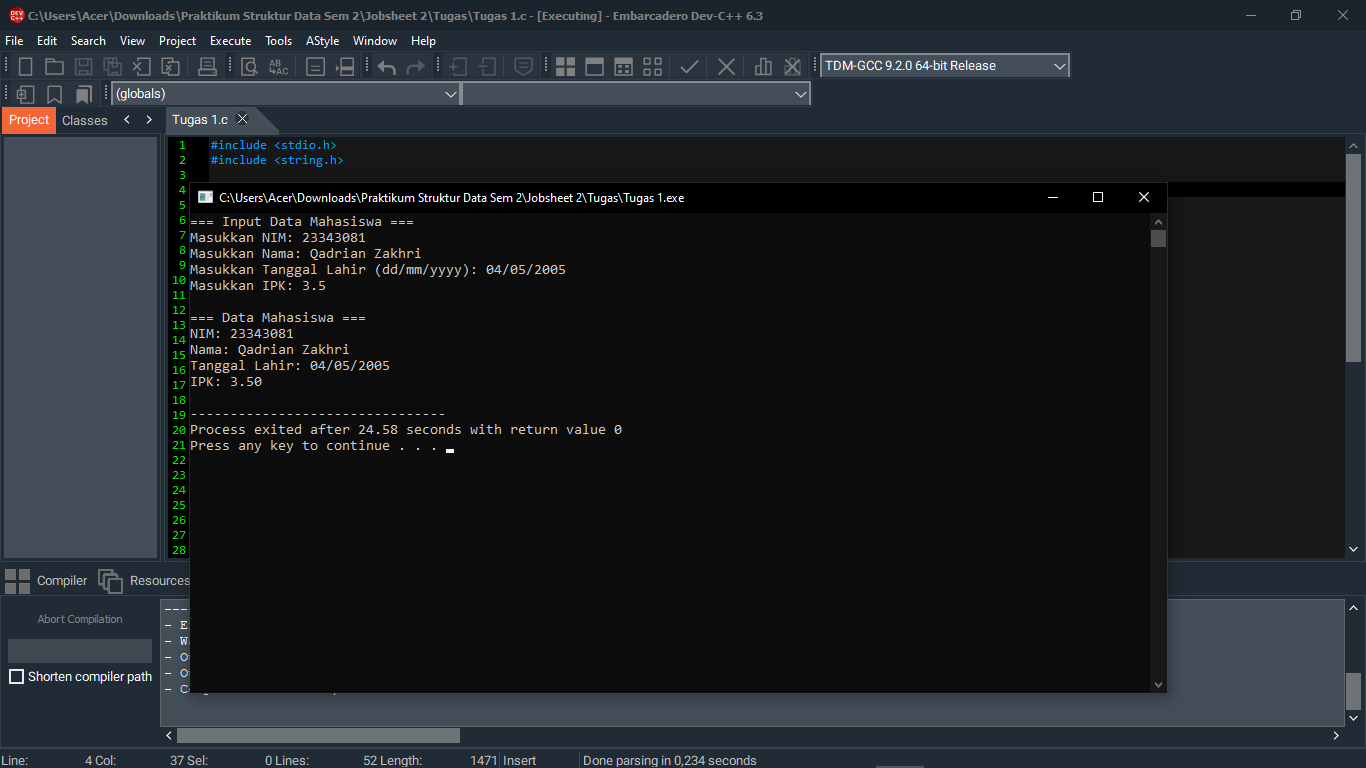 C:\Users\Acer\Downloads\Praktikum Struktur Data Sem 2\Jobsheet 2\Tugas\Tugas 1.c - [Executing] - Embarcadero Dev-C++ 6.3
File Edit Search View Project Execute Tools AStyle Window Help
TDM-GCC 9.2.0 64-bit Release
(globals)
Project Classes
Tugas 1.c
1 #include <stdio.h>
2 #include <string.h>
3
4
5
6
7
8
9
10
11
12
13
14
15
16
17
18
19
20
21
22
23
24
25
26
27
28
C:\Users\Acer\Downloads\Praktikum Struktur Data Sem 2\Jobsheet 2\Tugas\Tugas 1.exe
=== Input Data Mahasiswa ===
Masukkan NIM: 23343081
Masukkan Nama: Qadrian Zakhri
Masukkan Tanggal Lahir (dd/mm/yyyy): 04/05/2005
Masukkan IPK: 3.5
=== Data Mahasiswa ===
NIM: 23343081
Nama: Qadrian Zakhri
Tanggal Lahir: 04/05/2005
IPK: 3.50
--------------------------------
Process exited after 24.58 seconds with return value 0
Press any key to continue . . .
Compiler Resources
Abort Compilation
Shorten compiler path
Line: 4 Col: 37 Sel: 0 Lines: 52 Length: 1471 Insert Done parsing in 0,234 seconds